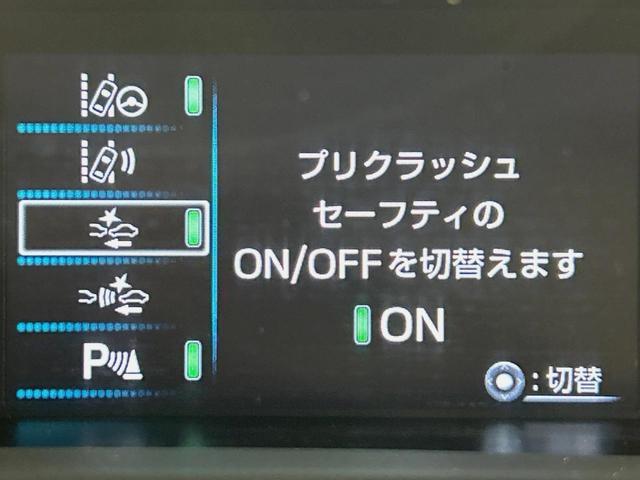 プリクラッシュ
セーフティの
ON/OFFを切替えます
ON
P
:切替